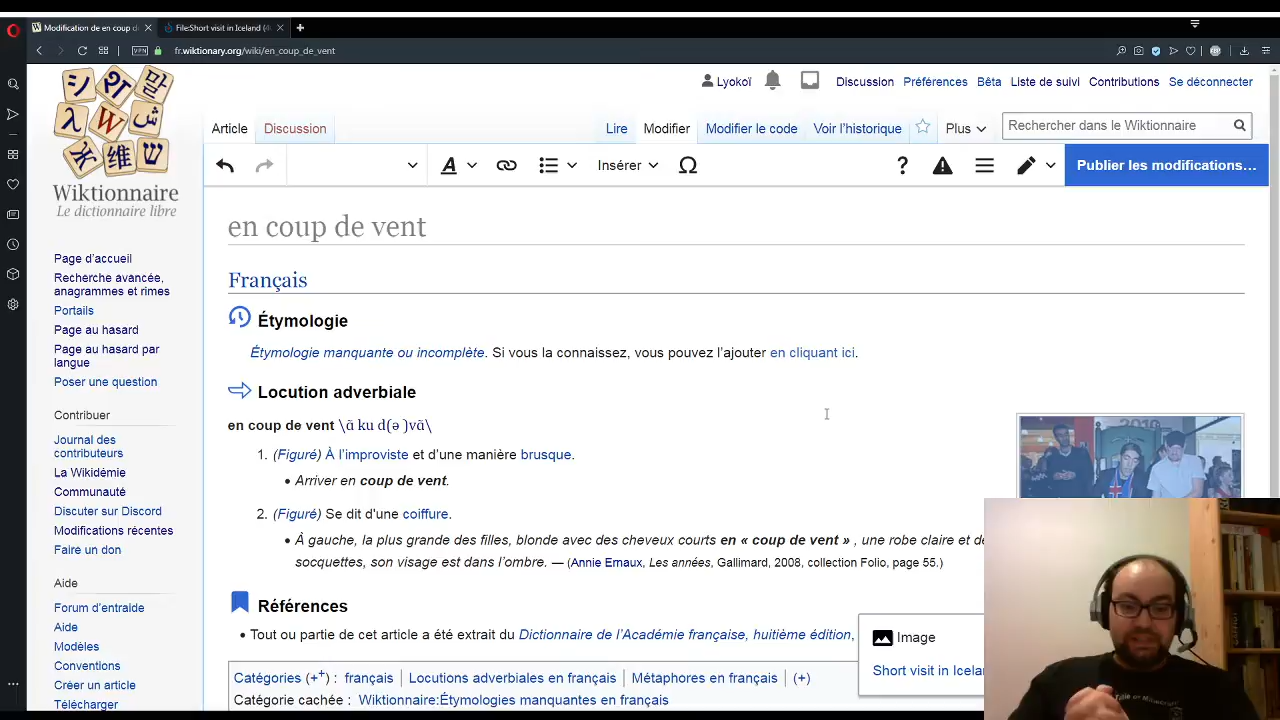 Modification de en coup d
File:Short visit in Iceland (4
VPN
fr.wiktionary.org/wiki/en_coup_de_vent
Lyokoï
Discussion
Préférences
Bêta
Liste de suivi
Contributions
Se déconnecter
Article
Discussion
Lire
Modifier
Modifier le code
Voir l'historique
Plus
Rechercher dans le Wiktionnaire
シ
말
λ
W
ش
Ж
维
ש
Wiktionnaire
Le dictionnaire libre
A
Insérer
Ω
?
Publier les modifications…
Page d'accueil
Recherche avancée,
anagrammes et rimes
Portails
Page au hasard
Page au hasard par
langue
Poser une question
Contribuer
Journal des
contributeurs
La Wikidémie
Communauté
Discuter sur Discord
Modifications récentes
Faire un don
Aide
Forum d'entraide
Aide
Modèles
Conventions
Créer un article
Télécharger
en coup de vent
Français
Étymologie
Étymologie manquante ou incomplète. Si vous la connaissez, vous pouvez l'ajouter en cliquant ici.
Locution adverbiale
en coup de vent \ɑ̃ ku d(ə )vɑ̃\
1. (Figuré) À l'improviste et d'une manière brusque.
• Arriver en coup de vent.
2. (Figuré) Se dit d'une coiffure.
• À gauche, la plus grande des filles, blonde avec des cheveux courts en « coup de vent » , une robe claire et de
socquettes, son visage est dans l'ombre. — (Annie Ernaux, Les années, Gallimard, 2008, collection Folio, page 55.)
Références
• Tout ou partie de cet article a été extrait du Dictionnaire de l'Académie française, huitième édition,
Image
Short visit in Icelan
Catégories (+⁺) : français | Locutions adverbiales en français | Métaphores en français | (+)
Catégorie cachée : Wiktionnaire:Étymologies manquantes en français